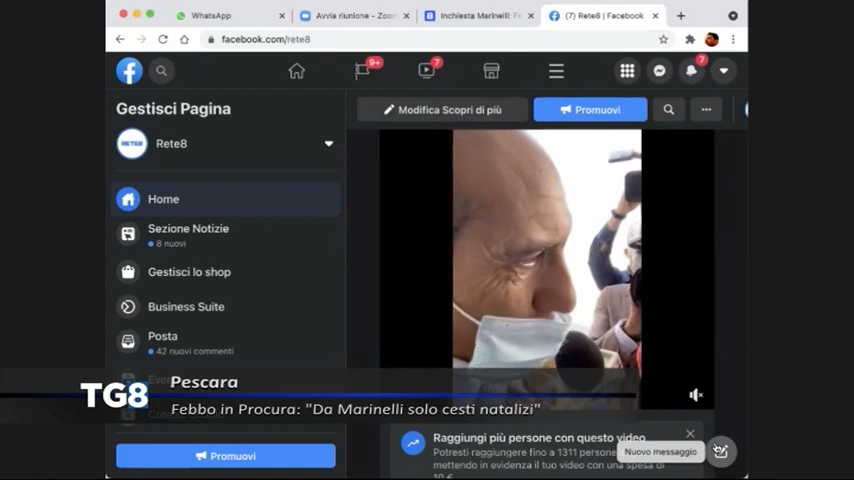 WhatsApp
Avvia riunione - Zoom
Inchiesta Marinelli: Fe
(7) Rete8 | Facebook
facebook.com/rete8
9+
7
7
Gestisci Pagina
RETE8
Rete8
Modifica Scopri di più
Promuovi
Home
Sezione Notizie
8 nuovi
Gestisci lo shop
Business Suite
Posta
42 nuovi commenti
TG8
Pescara
Febbo in Procura: "Da Marinelli solo cesti natalizi"
Promuovi
Raggiungi più persone con questo video
Potresti raggiungere fino a 1311 persone
mettendo in evidenza il tuo video con una spesa di
10 €.
Nuovo messaggio